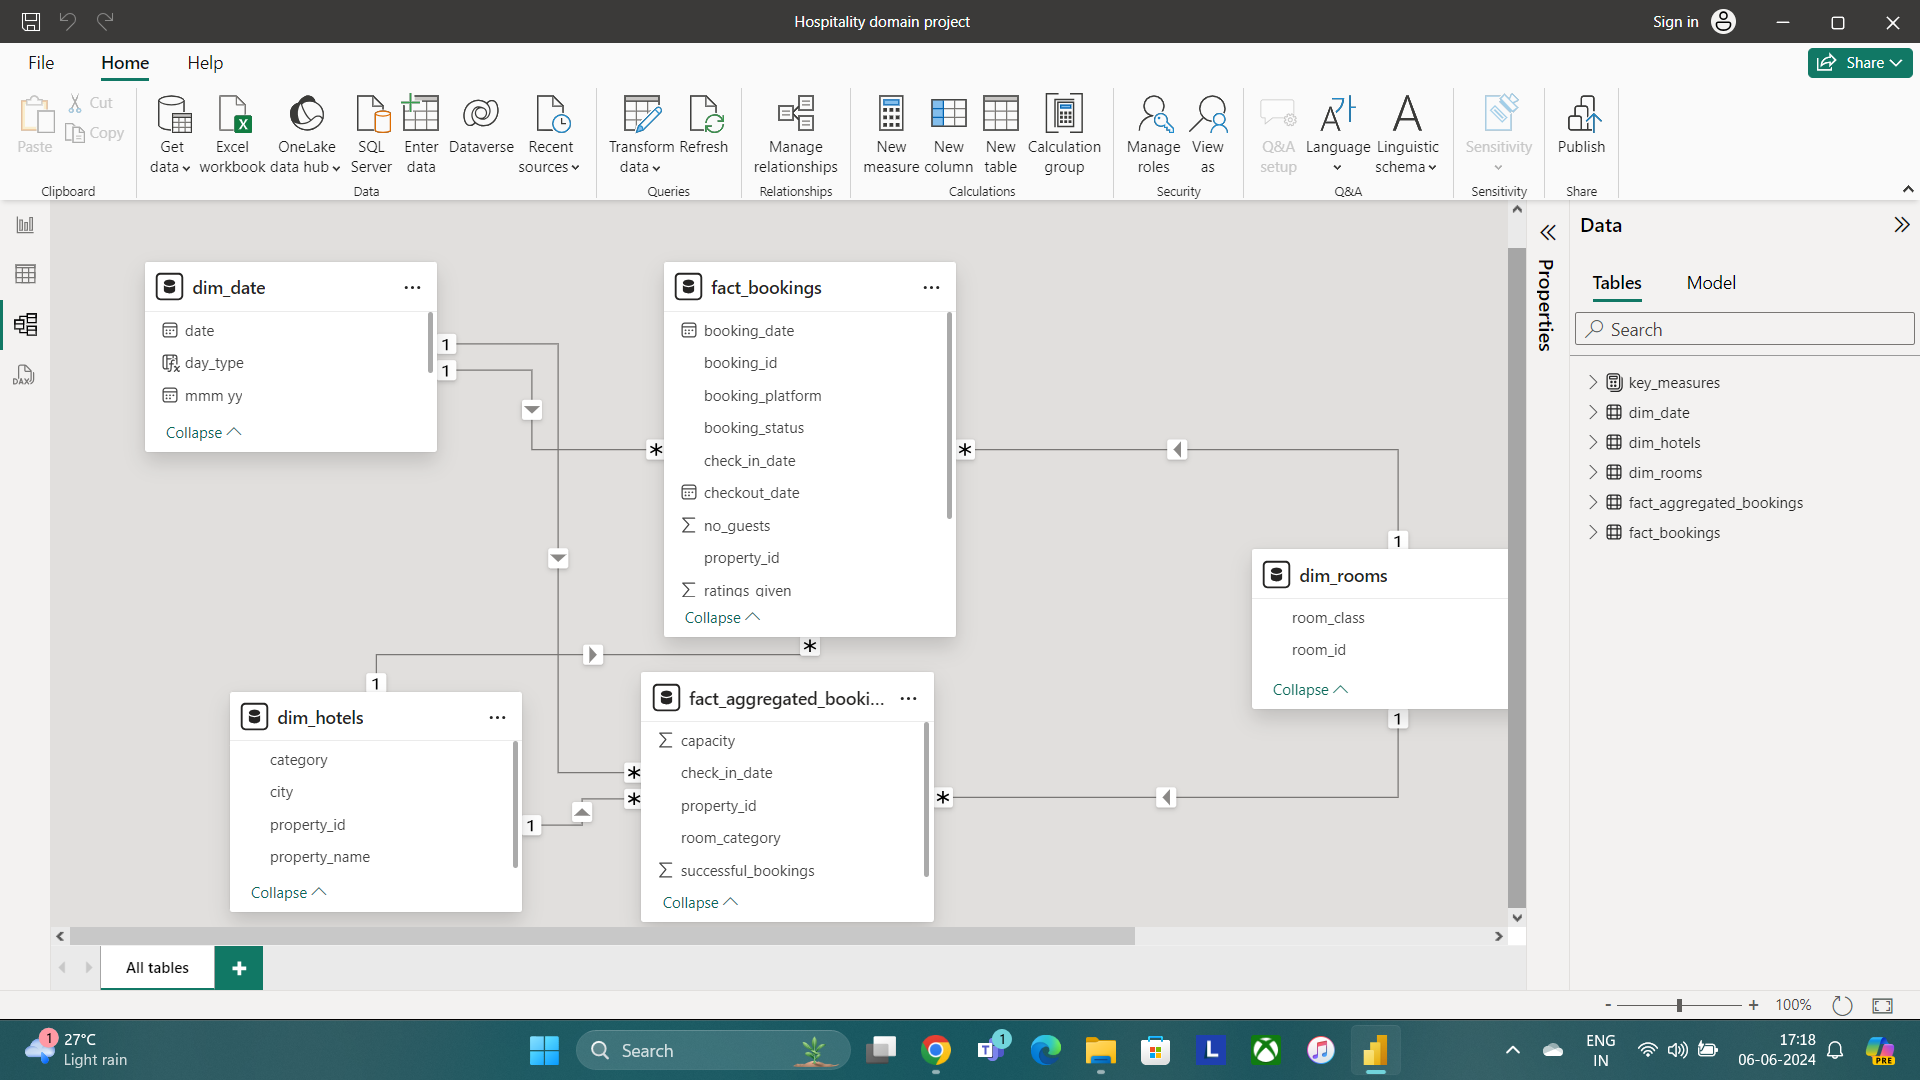 Hospitality domain project
Sign in
File Home Help
Share
Paste
Cut
Copy
Clipboard
Get data
Excel workbook
OneLake data hub
SQL Server
Enter data
Dataverse
Recent sources
Data
Transform data
Refresh
Queries
Manage relationships
Relationships
New measure
New column
New table
Calculation group
Calculations
Manage roles
View as
Security
Q&A setup
Language
Linguistic schema
Q&A
Sensitivity
Sensitivity
Publish
Share
DAX
dim_date
date
day_type
mmm yy
Collapse
1
1
*
fact_bookings
booking_date
booking_id
booking_platform
booking_status
check_in_date
checkout_date
no_guests
property_id
ratings_given
Collapse
*
*
1
dim_rooms
room_class
room_id
Collapse
1
1
dim_hotels
category
city
property_id
property_name
Collapse
1
*
*
fact_aggregated_booki...
capacity
check_in_date
property_id
room_category
successful_bookings
Collapse
*
Properties
Data
Tables Model
Search
key_measures
dim_date
dim_hotels
dim_rooms
fact_aggregated_bookings
fact_bookings
All tables
+
- + 100%
1
27°C
Light rain
Search
1
L
ENG
IN
17:18
06-06-2024
PRE